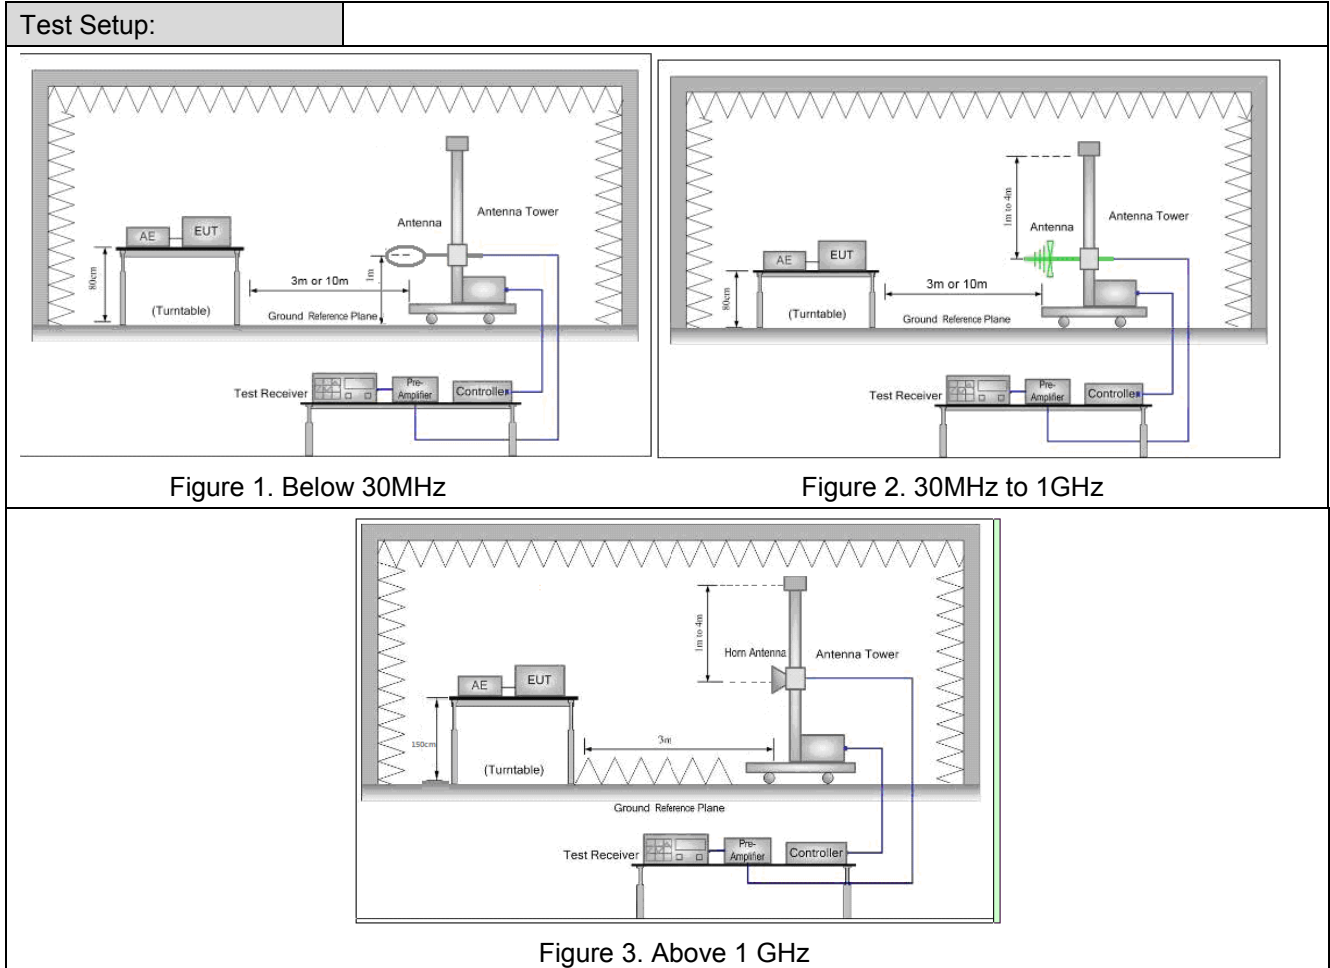 Test Setup:
Antenna
Antenna Tower
AE
EUT
80cm
1m
3m or 10m
(Turntable)
Ground Reference Plane
Test Receiver
Pre-
Amplifier
Controller
Figure 1. Below 30MHz
1m to 4m
Antenna
Antenna Tower
AE
EUT
80cm
3m or 10m
(Turntable)
Ground Reference Plane
Test Receiver
Pre-
Amplifier
Controller
Figure 2. 30MHz to 1GHz
1m to 4m
Horn Antenna
Antenna Tower
AE
EUT
150cm
3m
(Turntable)
Ground Reference Plane
Test Receiver
Pre-
Amplifier
Controller
Figure 3. Above 1 GHz